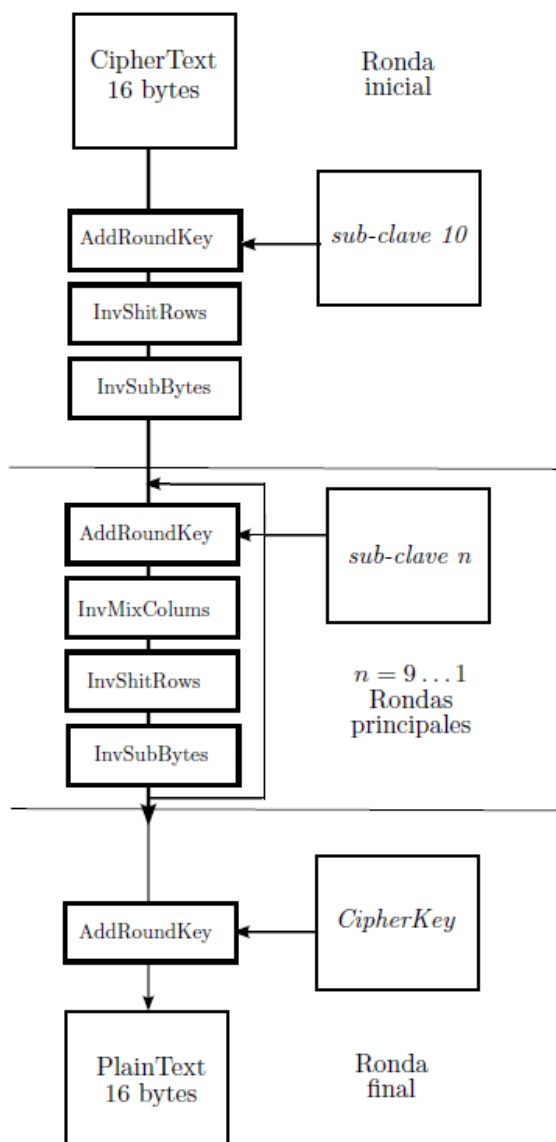 CipherText
16 bytes
Ronda
inicial
AddRoundKey
sub-clave 10
InvShitRows
InvSubBytes
AddRoundKey
sub-clave n
InvMixColums
InvShitRows
n = 9 . . . 1
Rondas
principales
InvSubBytes
AddRoundKey
CipherKey
PlainText
16 bytes
Ronda
final